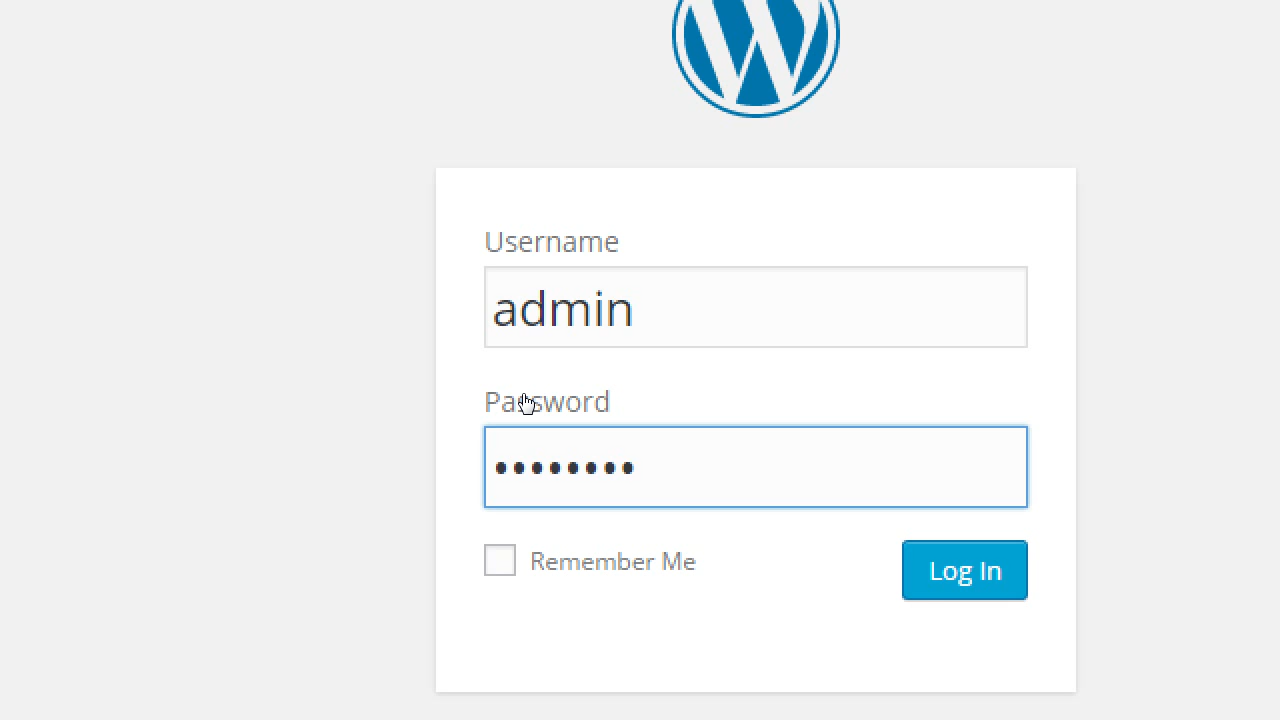 Username
admin
Password
••••••••
Remember Me
Log In